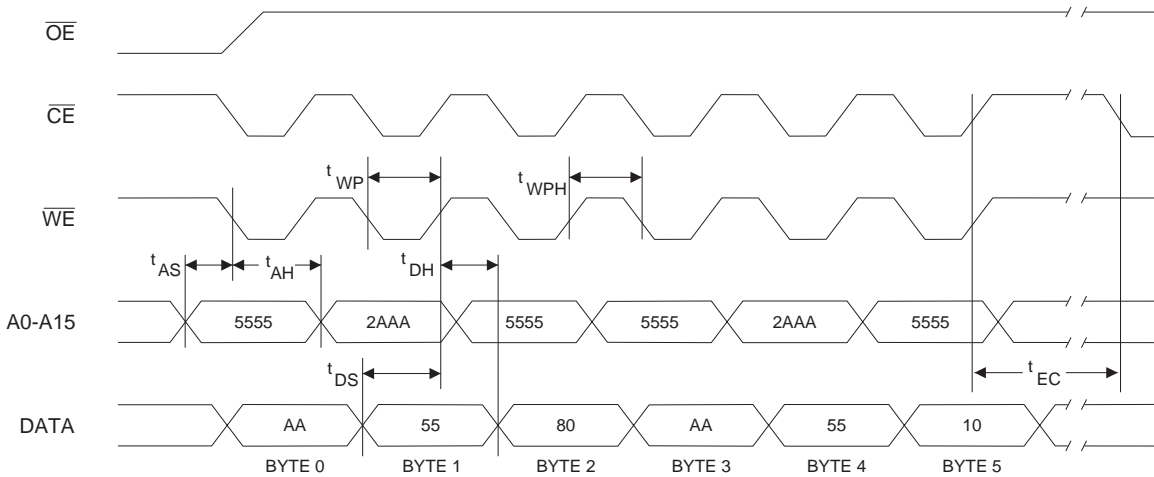 OE
CE
t WP
t WPH
WE
t AS
t AH
t DH
A0-A15 5555 2AAA 5555 5555 2AAA 5555
t DS
t EC
DATA AA 55 80 AA 55 10
BYTE 0 BYTE 1 BYTE 2 BYTE 3 BYTE 4 BYTE 5